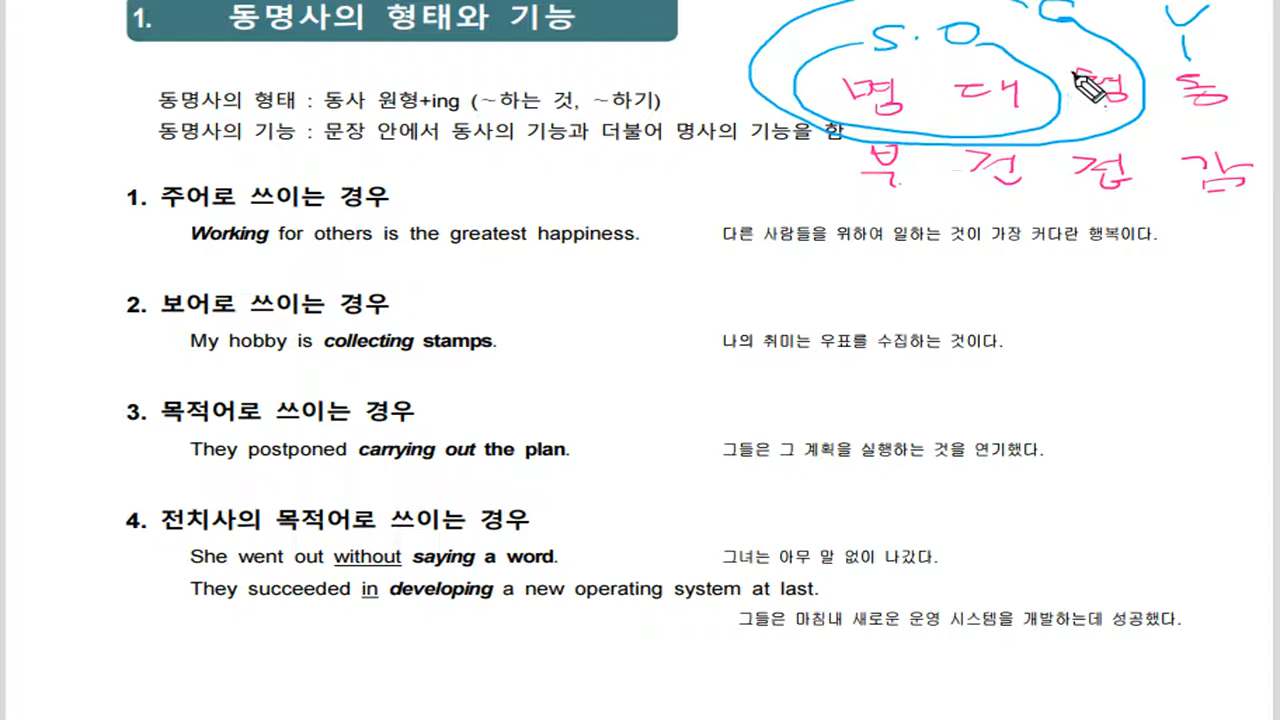 1. 동명사의 형태와 기능
C
S. O
V
명 대 형 동
부 전 접 감
동명사의 형태 : 동사 원형+ing (～하는 것, ～하기)
동명사의 기능 : 문장 안에서 동사의 기능과 더불어 명사의 기능을 함
1. 주어로 쓰이는 경우
Working for others is the greatest happiness. 다른 사람들을 위하여 일하는 것이 가장 커다란 행복이다.
2. 보어로 쓰이는 경우
My hobby is collecting stamps. 나의 취미는 우표를 수집하는 것이다.
3. 목적어로 쓰이는 경우
They postponed carrying out the plan. 그들은 그 계획을 실행하는 것을 연기했다.
4. 전치사의 목적어로 쓰이는 경우
She went out without saying a word. 그녀는 아무 말 없이 나갔다.
They succeeded in developing a new operating system at last.
그들은 마침내 새로운 운영 시스템을 개발하는데 성공했다.